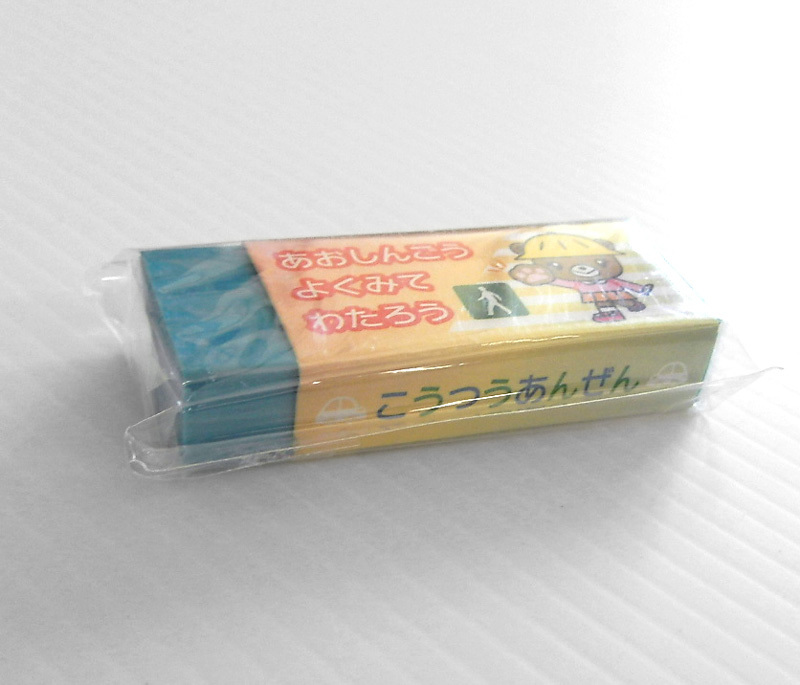 あおしんごう
よくみて
わたろう
こうつうあんぜん